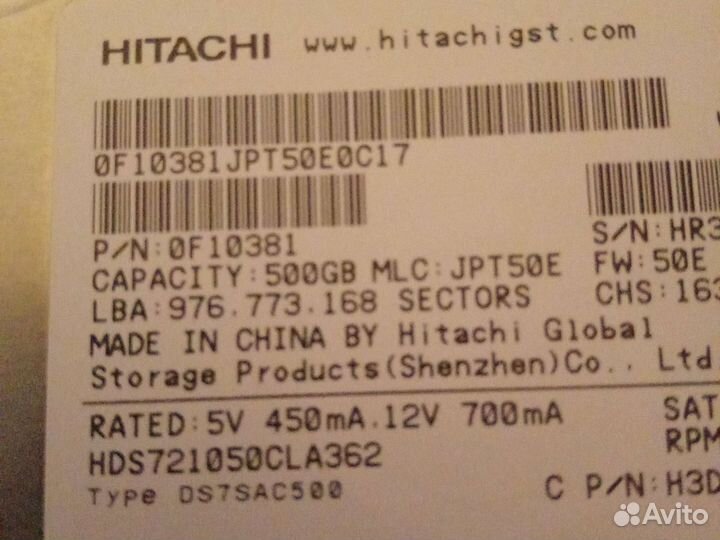 HITACHI www.hitachigst.com
0F10381JPT50E0C17
P/N:0F10381
S/N:HR3
CAPACITY:500GB MLC:JPT50E FW:50E
LBA:976.773.168 SECTORS CHS:163
MADE IN CHINA BY Hitachi Global
Storage Products(Shenzhen)Co., Ltd
RATED:5V 450mA.12V 700mA SAT
HDS721050CLA362 RPM
Type DS7SAC500 C P/N:H3D
Avito